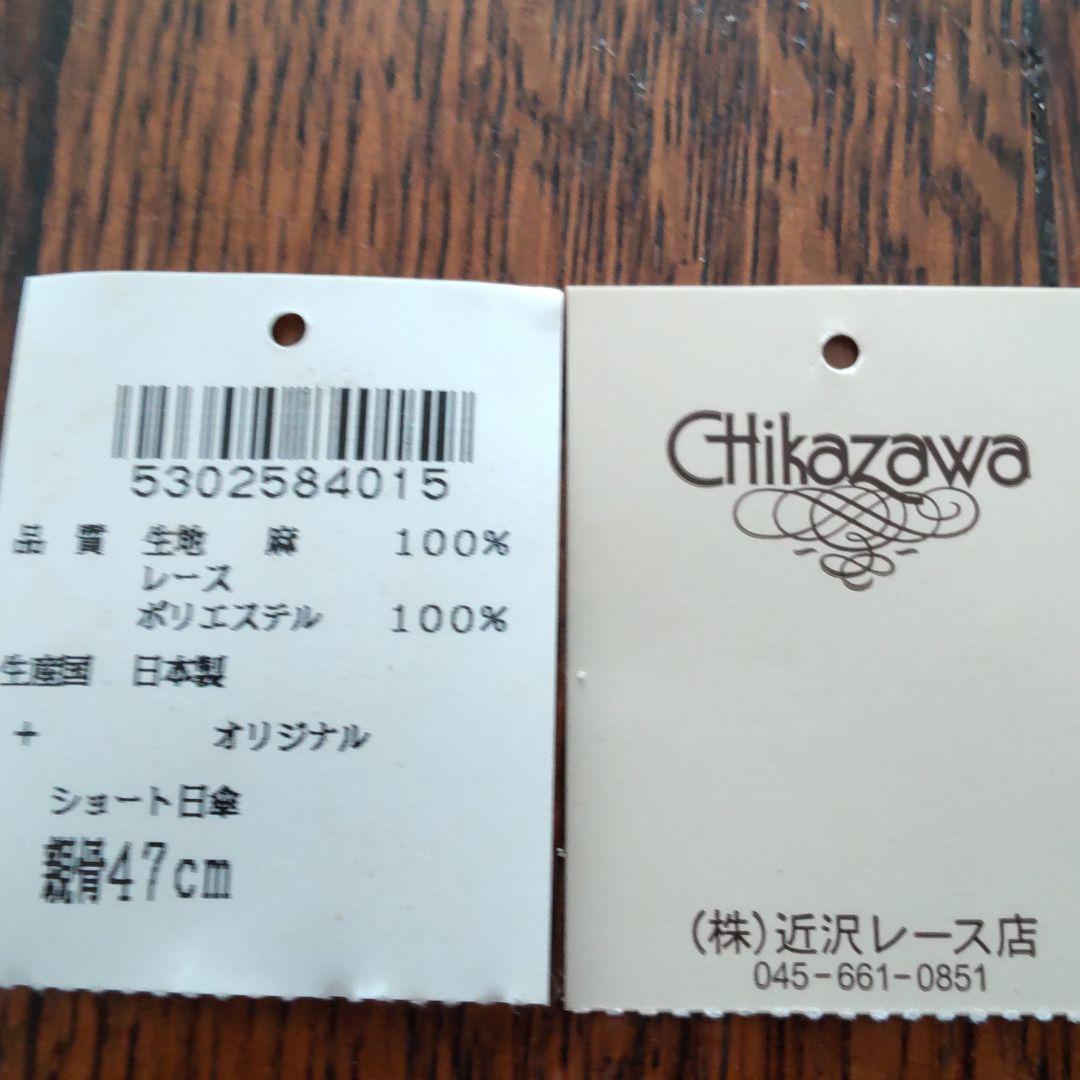 5302584015
品 質 生地 麻 100%
レース
ポリエステル 100%
生産国 日本製
+ オリジナル
ショート日傘
親骨47cm
CHikazawa
(株)近沢レース店
045-661-0851